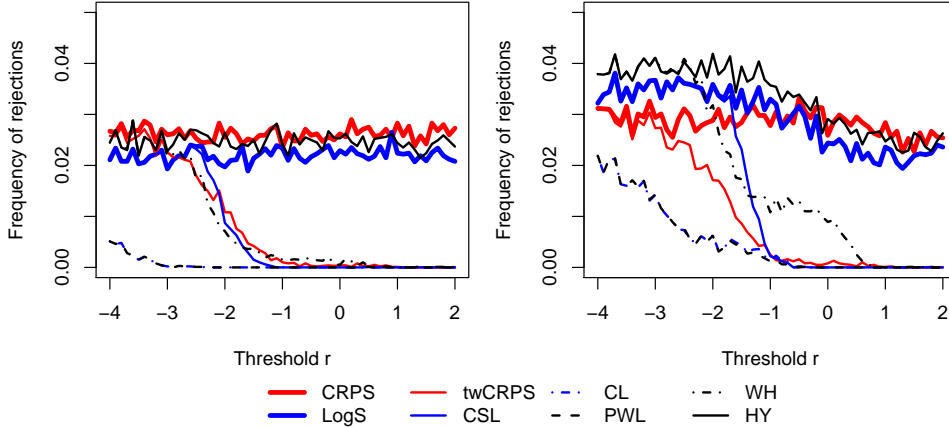 Frequency of rejections
0.00 0.02 0.04
−4 −3 −2 −1 0 1 2
Threshold r
Frequency of rejections
0.00 0.02 0.04
−4 −3 −2 −1 0 1 2
Threshold r
CRPS twCRPS CL WH
LogS CSL PWL HY